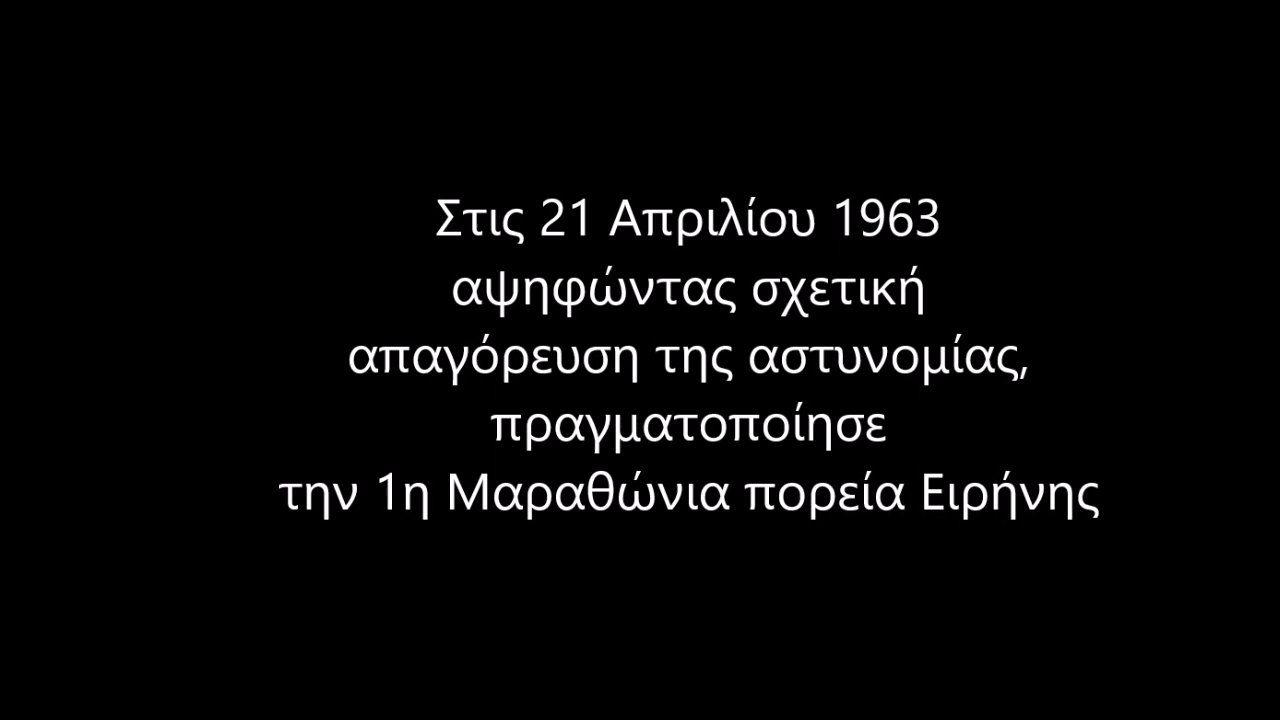 Στις 21 Απριλίου 1963
αψηφώντας σχετική
απαγόρευση της αστυνομίας,
πραγματοποίησε
την 1η Μαραθώνια πορεία Ειρήνης